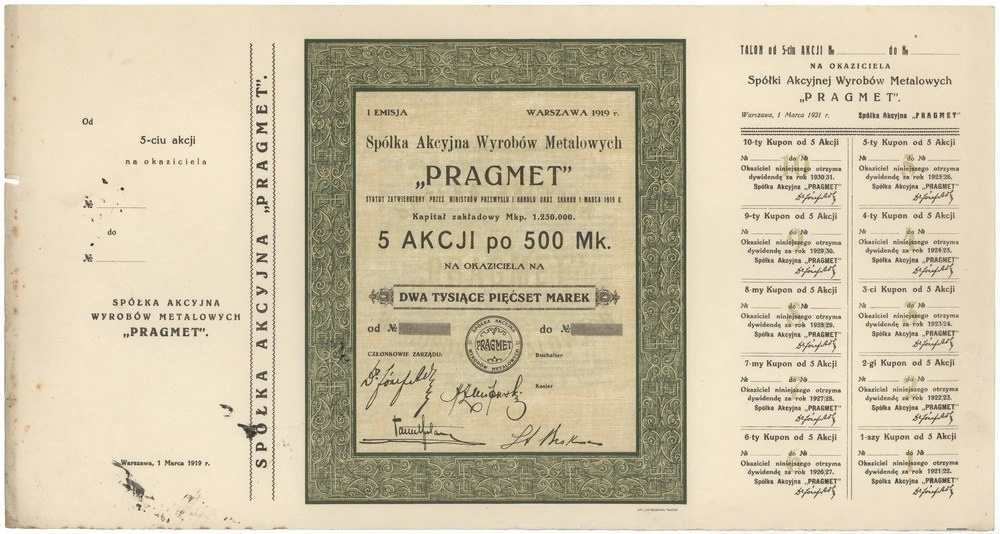 Od
5-ciu akcji
na okaziciela
№
do
№
SPÓŁKA AKCYJNA
WYROBÓW METALOWYCH
„PRAGMET”.
Warszawa, 1 Marca 1919 r.
SPÓŁKA AKCYJNA „PRAGMET”.
I EMISJA WARSZAWA 1919 r.
Spółka Akcyjna Wyrobów Metalowych
„PRAGMET”
STATUT ZATWIERDZONY PRZEZ MINISTRÓW PRZEMYSŁU I HANDLU ORAZ SKARBU 1 MARCA 1919 R.
Kapitał zakładowy Mkp. 1.250.000.
5 AKCJI po 500 Mk.
NA OKAZICIELA NA
DWA TYSIĄCE PIĘĆSET MAREK
od № do №
SPÓŁKA AKCYJNA
PRAGMET
WYROBÓW METALOWYCH
CZŁONKOWIE ZARZĄDU: Buchalter
Kasjer
TALON od 5-ciu AKCJI № do №
NA OKAZICIELA
Spółki Akcyjnej Wyrobów Metalowych
„PRAGMET”.
Warszawa, 1 Marca 1921 r. Spółka Akcyjna „PRAGMET”
10-ty Kupon od 5 Akcji
№ do №
Okaziciel niniejszego otrzyma
dywidendę za rok 1930/31.
Spółka Akcyjna „PRAGMET”
5-ty Kupon od 5 Akcji
№ do №
Okaziciel niniejszego otrzyma
dywidendę za rok 1925/26.
Spółka Akcyjna „PRAGMET”
9-ty Kupon od 5 Akcji
№ do №
Okaziciel niniejszego otrzyma
dywidendę za rok 1929/30.
Spółka Akcyjna „PRAGMET”
4-ty Kupon od 5 Akcji
№ do №
Okaziciel niniejszego otrzyma
dywidendę za rok 1924/25.
Spółka Akcyjna „PRAGMET”
8-my Kupon od 5 Akcji
№ do №
Okaziciel niniejszego otrzyma
dywidendę za rok 1928/29.
Spółka Akcyjna „PRAGMET”
3-ci Kupon od 5 Akcji
№ do №
Okaziciel niniejszego otrzyma
dywidendę za rok 1923/24.
Spółka Akcyjna „PRAGMET”
7-my Kupon od 5 Akcji
№ do №
Okaziciel niniejszego otrzyma
dywidendę za rok 1927/28.
Spółka Akcyjna „PRAGMET”
2-gi Kupon od 5 Akcji
№ do №
Okaziciel niniejszego otrzyma
dywidendę za rok 1922/23.
Spółka Akcyjna „PRAGMET”
6-ty Kupon od 5 Akcji
№ do №
Okaziciel niniejszego otrzyma
dywidendę za rok 1926/27.
Spółka Akcyjna „PRAGMET”
1-szy Kupon od 5 Akcji
№ do №
Okaziciel niniejszego otrzyma
dywidendę za rok 1921/22.
Spółka Akcyjna „PRAGMET”